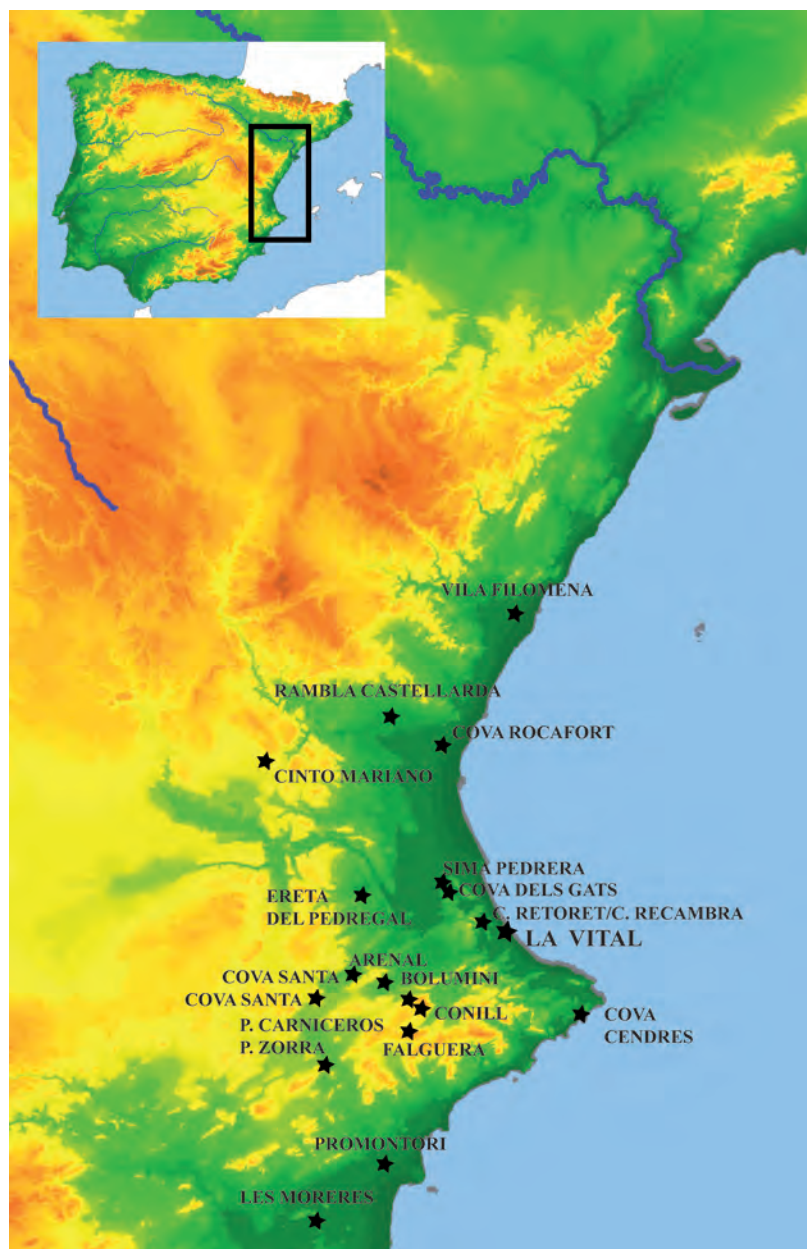 VILA FILOMENA
RAMBLA CASTELLARDA
COVA ROCAFORT
CINTO MARIANO
SIMA PEDRERA
COVA DELS GATS
ERETA
DEL PEDREGAL
C. RETORET/C. RECAMBRA
LA VITAL
ARENAL
COVA SANTA
BOLUMINI
COVA SANTA
CONILL
COVA
CENDRES
P. CARNICEROS
FALGUERA
P. ZORRA
PROMONTORI
LES MORERES